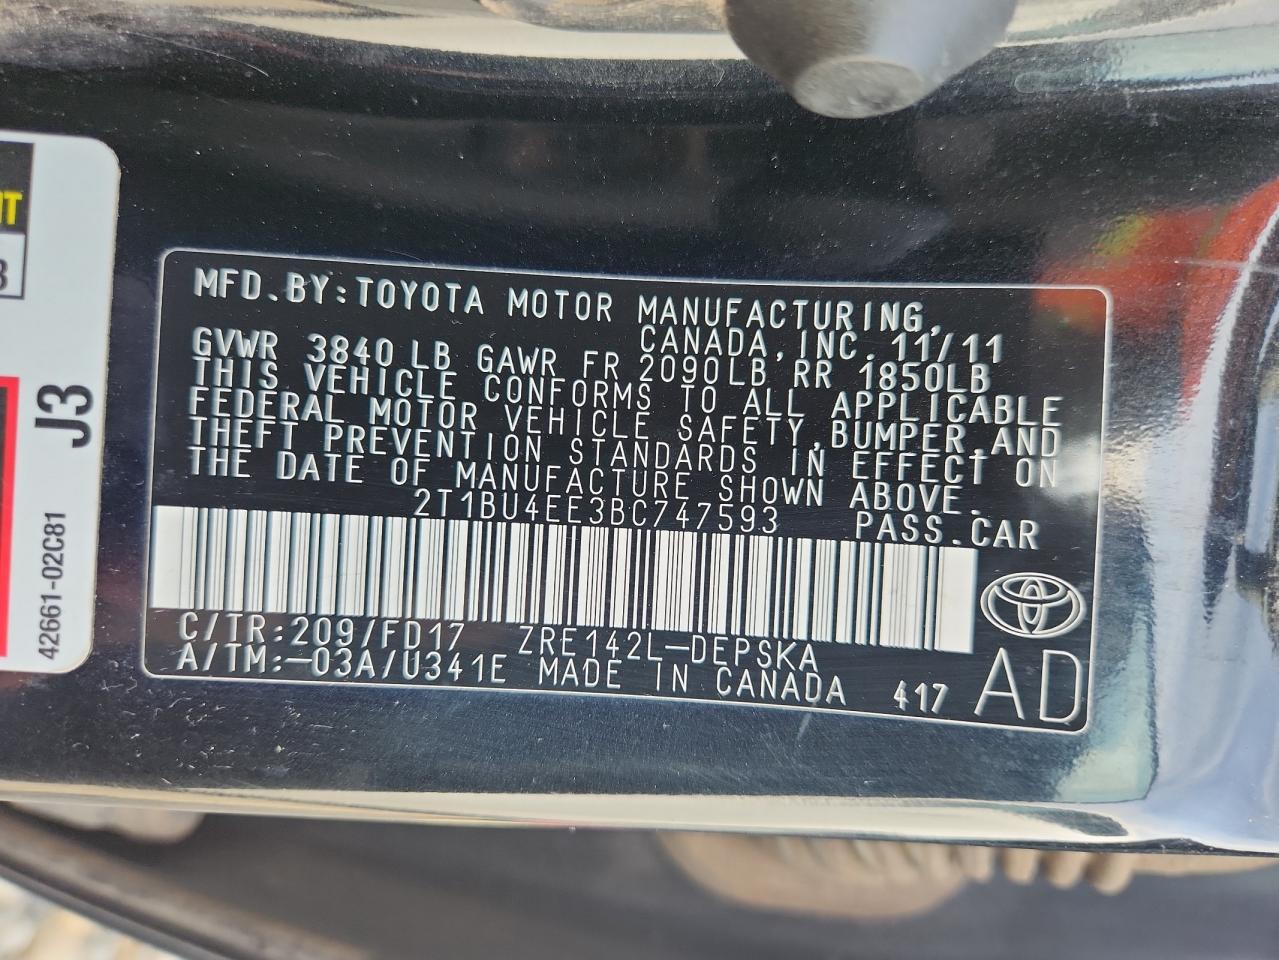 MFD.BY:TOYOTA MOTOR MANUFACTURING,
CANADA,INC. 11/11
GVWR 3840LB GAWR FR 2090LB RR 1850LB
THIS VEHICLE CONFORMS TO ALL APPLICABLE
FEDERAL MOTOR VEHICLE SAFETY,BUMPER,AND
THEFT PREVENTION STANDARDS IN EFFECT ON
THE DATE OF MANUFACTURE SHOWN ABOVE.
2T1BU4EE3BC747593 PASS.CAR
C/TR:209/FD17 ZRE142L-DEPSKA
A/TM:-03A/U341E MADE IN CANADA 417 AD
J3
42661-02C81